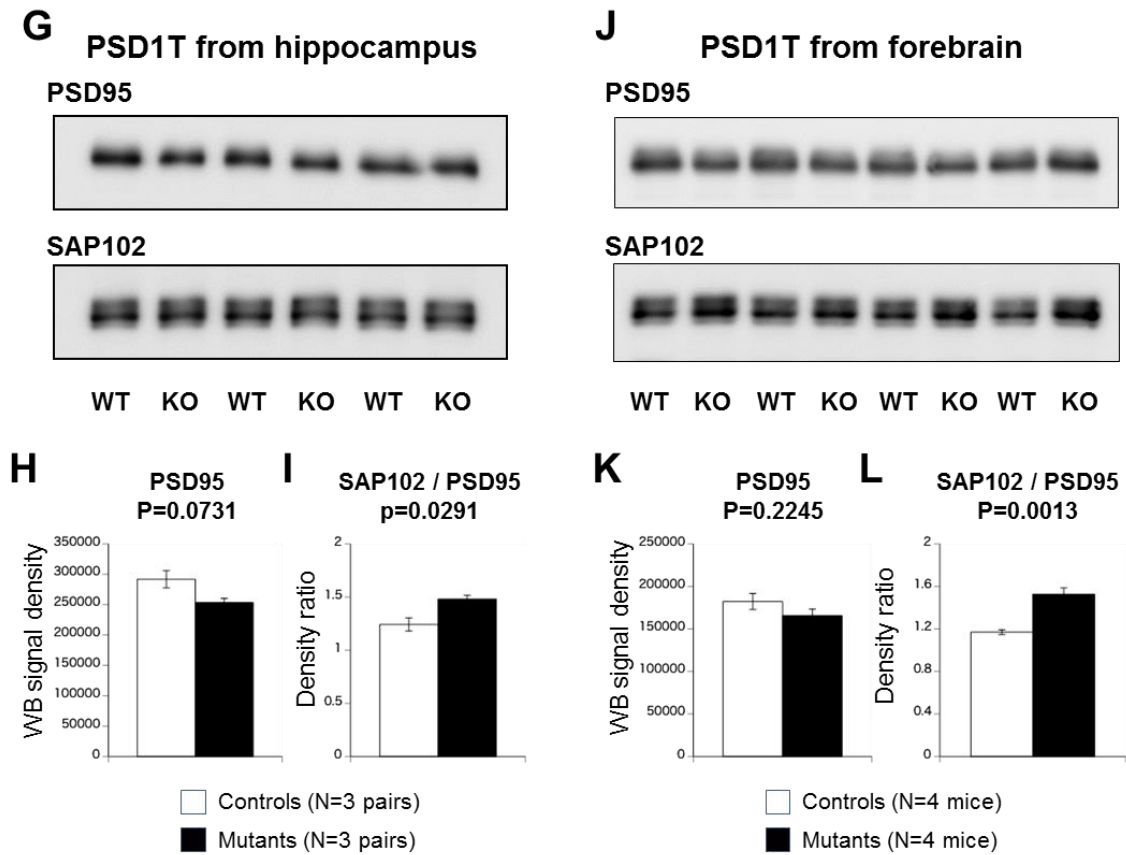 G
PSD1T from hippocampus
PSD95
SAP102
WT KO WT KO WT KO
J
PSD1T from forebrain
PSD95
SAP102
WT KO WT KO WT KO WT KO
H
PSD95
P=0.0731
WB signal density
350000
300000
250000
200000
150000
100000
50000
0
I
SAP102 / PSD95
p=0.0291
Density ratio
2
1.5
1
0.5
0
Controls (N=3 pairs)
Mutants (N=3 pairs)
K
PSD95
P=0.2245
WB signal density
250000
200000
150000
100000
50000
0
L
SAP102 / PSD95
P=0.0013
Density ratio
2
1.6
1.2
0.8
0.4
0
Controls (N=4 mice)
Mutants (N=4 mice)